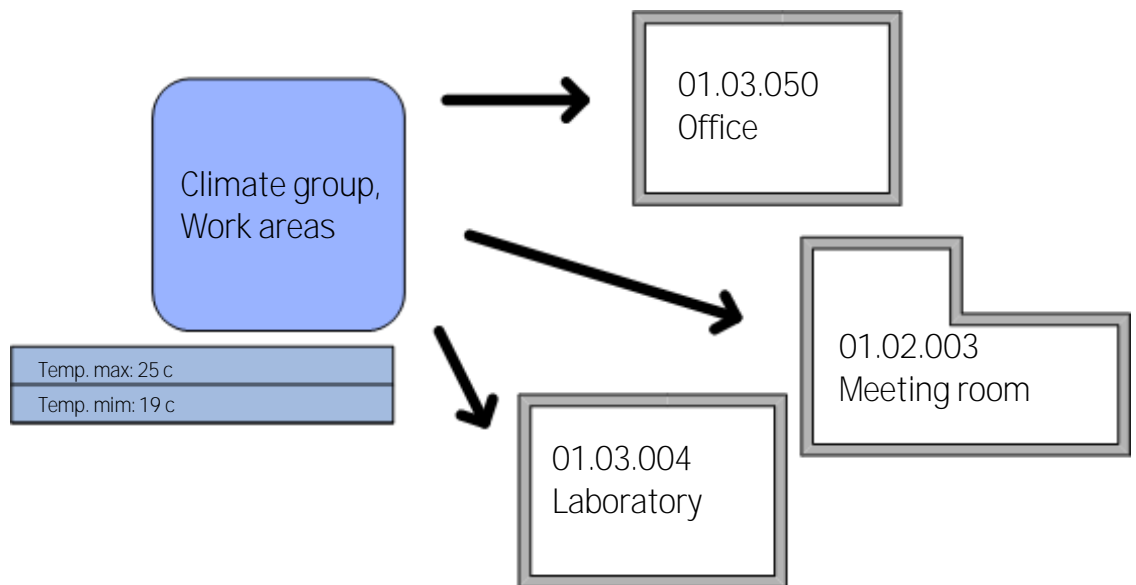 01.03.050
Office
Climate group,
Work areas
01.02.003
Meeting room
Temp. max: 25 c
Temp. mim: 19 c
01.03.004
Laboratory